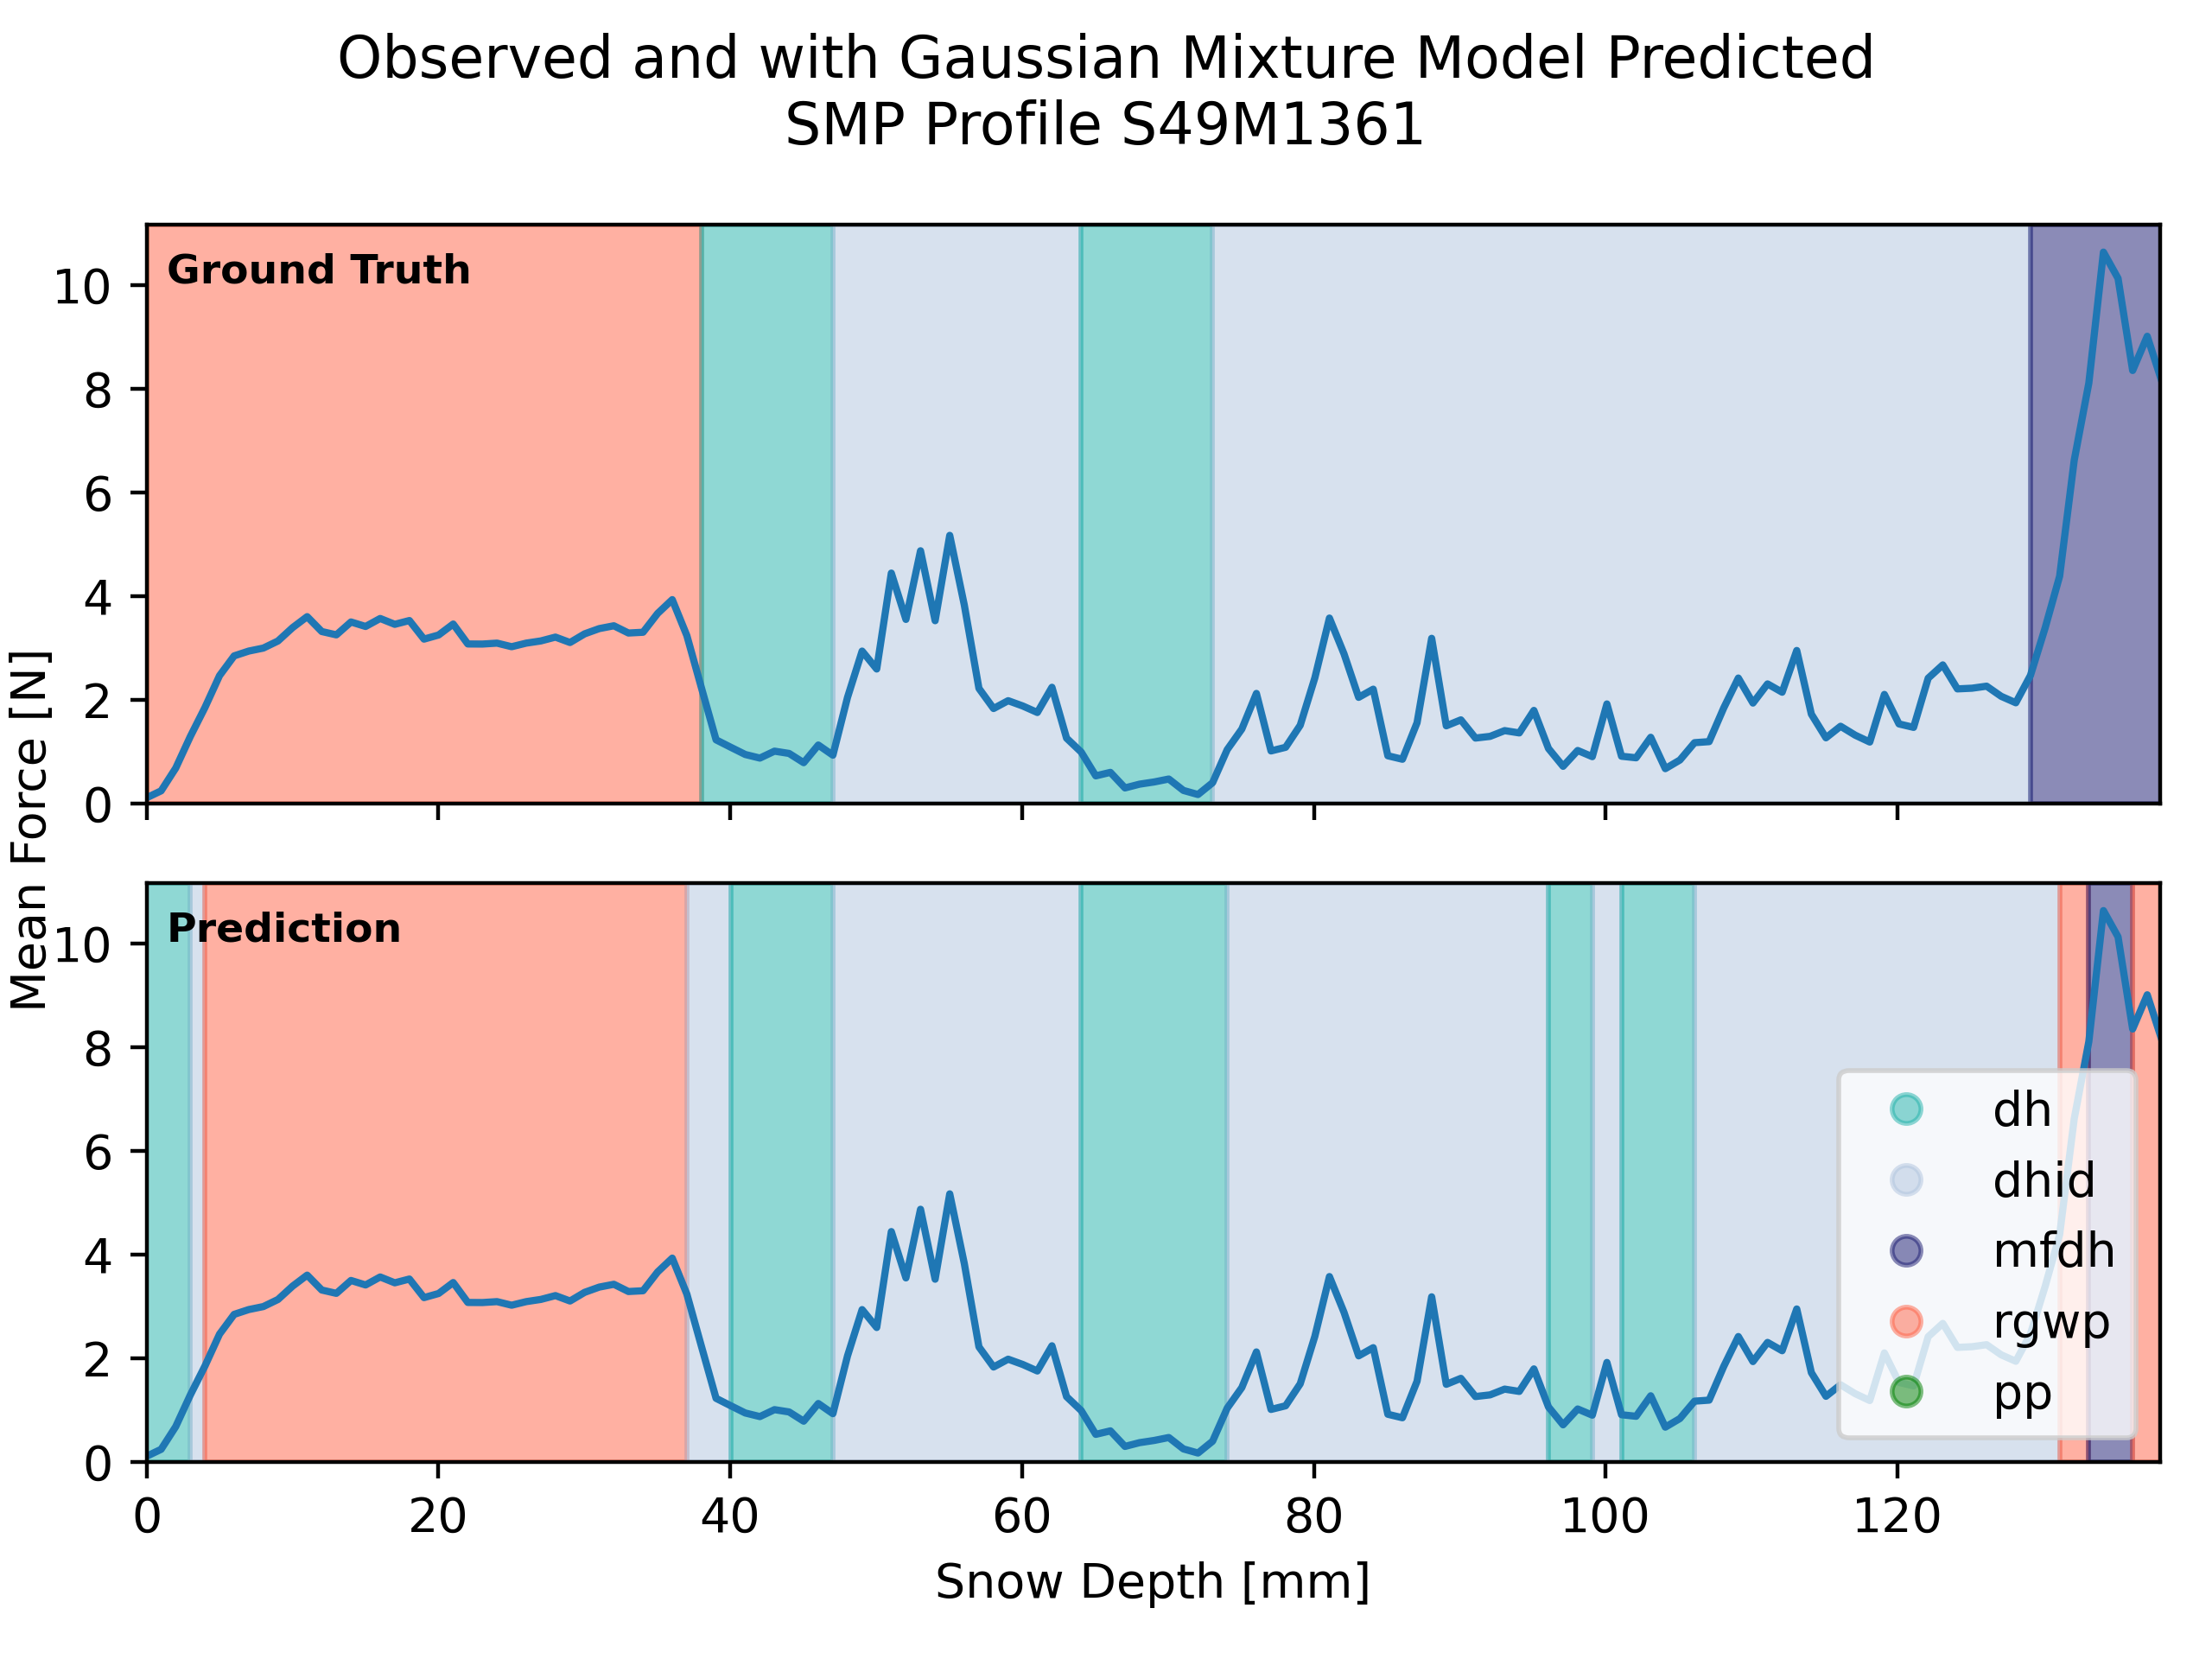 Observed and with Gaussian Mixture Model Predicted
SMP Profile S49M1361
Ground Truth
10
8
6
4
2
0
Mean Force [N]
Prediction
10
8
6
4
2
0
dh
dhid
mfdh
rgwp
pp
0 20 40 60 80 100 120
Snow Depth [mm]